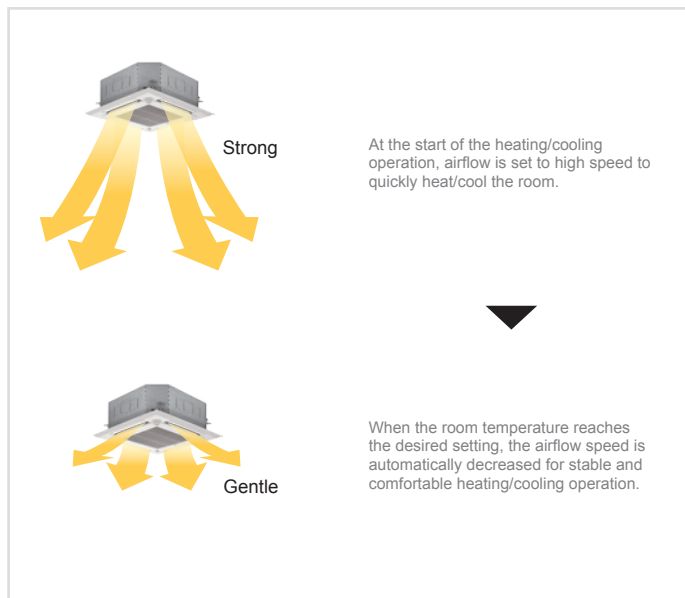 Strong
At the start of the heating/cooling
operation, airflow is set to high speed to
quickly heat/cool the room.
Gentle
When the room temperature reaches
the desired setting, the airflow speed is
automatically decreased for stable and
comfortable heating/cooling operation.